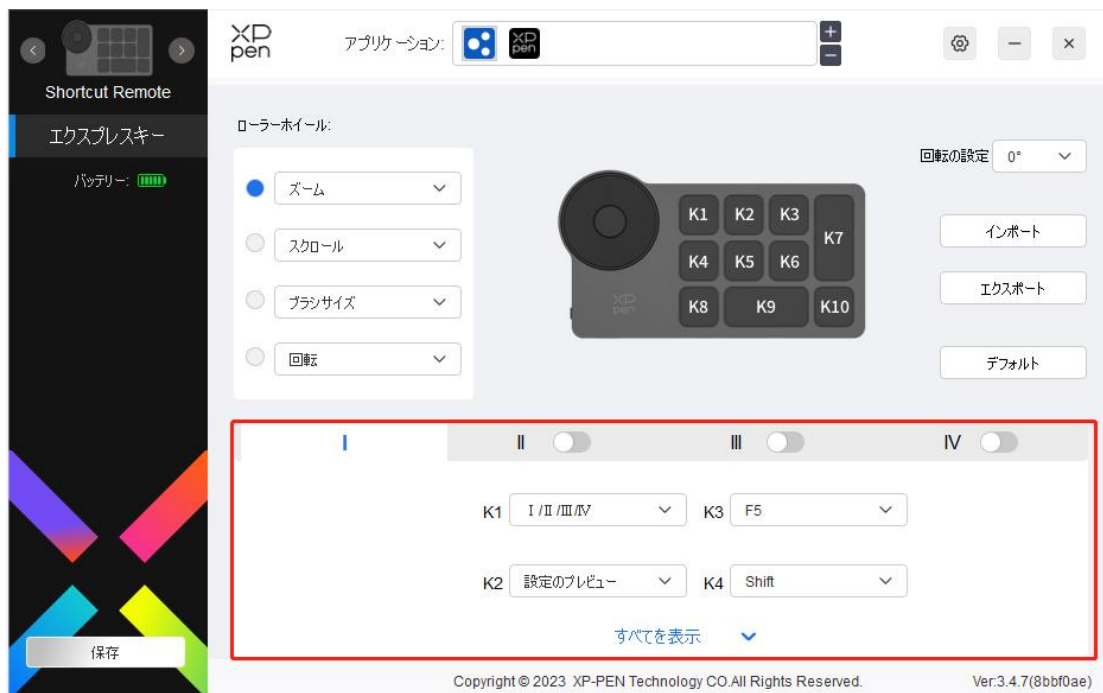 XP
pen
アプリケーション:
XP
pen
+
-
Shortcut Remote
エクスプレスキー
バッテリー:
ローラーホイール:
回転の設定 0°
ズーム
スクロール
ブラシサイズ
回転
K1 K2 K3
K7
K4 K5 K6
XP
pen
K8 K9 K10
インポート
エクスポート
デフォルト
Ⅰ Ⅱ Ⅲ Ⅳ
K1 Ⅰ/Ⅱ/Ⅲ/Ⅳ K3 F5
K2 設定のプレビュー K4 Shift
すべてを表示
保存
Copyright © 2023 XP-PEN Technology CO.All Rights Reserved. Ver:3.4.7(8bbf0ae)